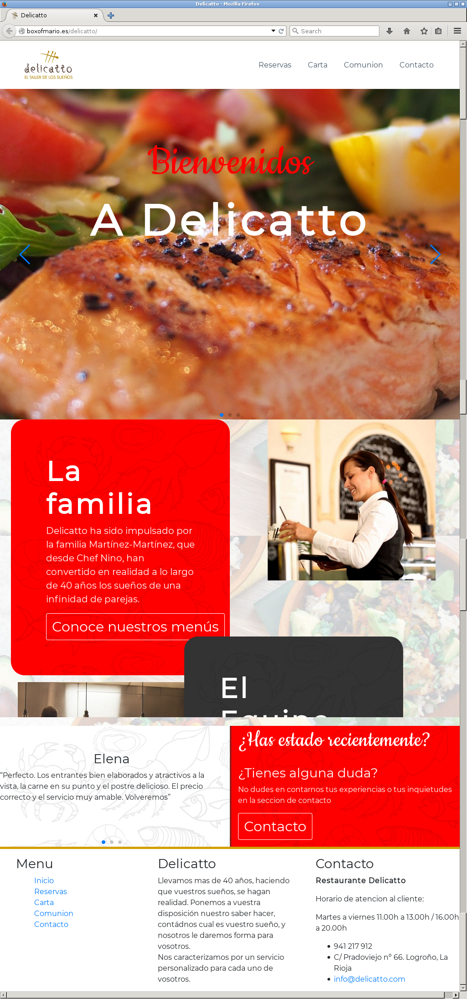 Delicatto - Mozilla Firefox
Delicatto
boxofmario.es/delicatto/
Search
delicatto
EL TALLER DE LOS SUEÑOS
Reservas Carta Comunion Contacto
Bienvenidos
A Delicatto
La
familia
Delicatto ha sido impulsado por
la familia Martínez-Martínez, que
desde Chef Nino, han
convertido en realidad a lo largo
de 40 años los sueños de una
infinidad de parejas.
Conoce nuestros menús
El
Equipo
Elena
“Perfecto. Los entrantes bien elaborados y atractivos a la
vista, la carne en su punto y el postre delicioso. El precio
correcto y el servicio muy amable. Volveremos”
¿Has estado recientemente?
¿Tienes alguna duda?
No dudes en contarnos tus experiencias o tus inquietudes
en la seccion de contacto
Contacto
Menu
Inicio
Reservas
Carta
Comunion
Contacto
Delicatto
Llevamos mas de 40 años, haciendo
que vuestros sueños, se hagan
realidad. Ponemos a vuestra
disposición nuestro saber hacer,
contádnos cual es vuestro sueño, y
nosotros le daremos forma para
vosotros.
Nos caracterizamos por un servicio
personalizado para cada uno de
vosotros.
Contacto
Restaurante Delicatto
Horario de atencion al cliente:
Martes a viernes 11.00h a 13.00h / 16.00h
a 20.00h
941 217 912
C/ Pradoviejo nº 66. Logroño, La
Rioja
info@delicatto.com